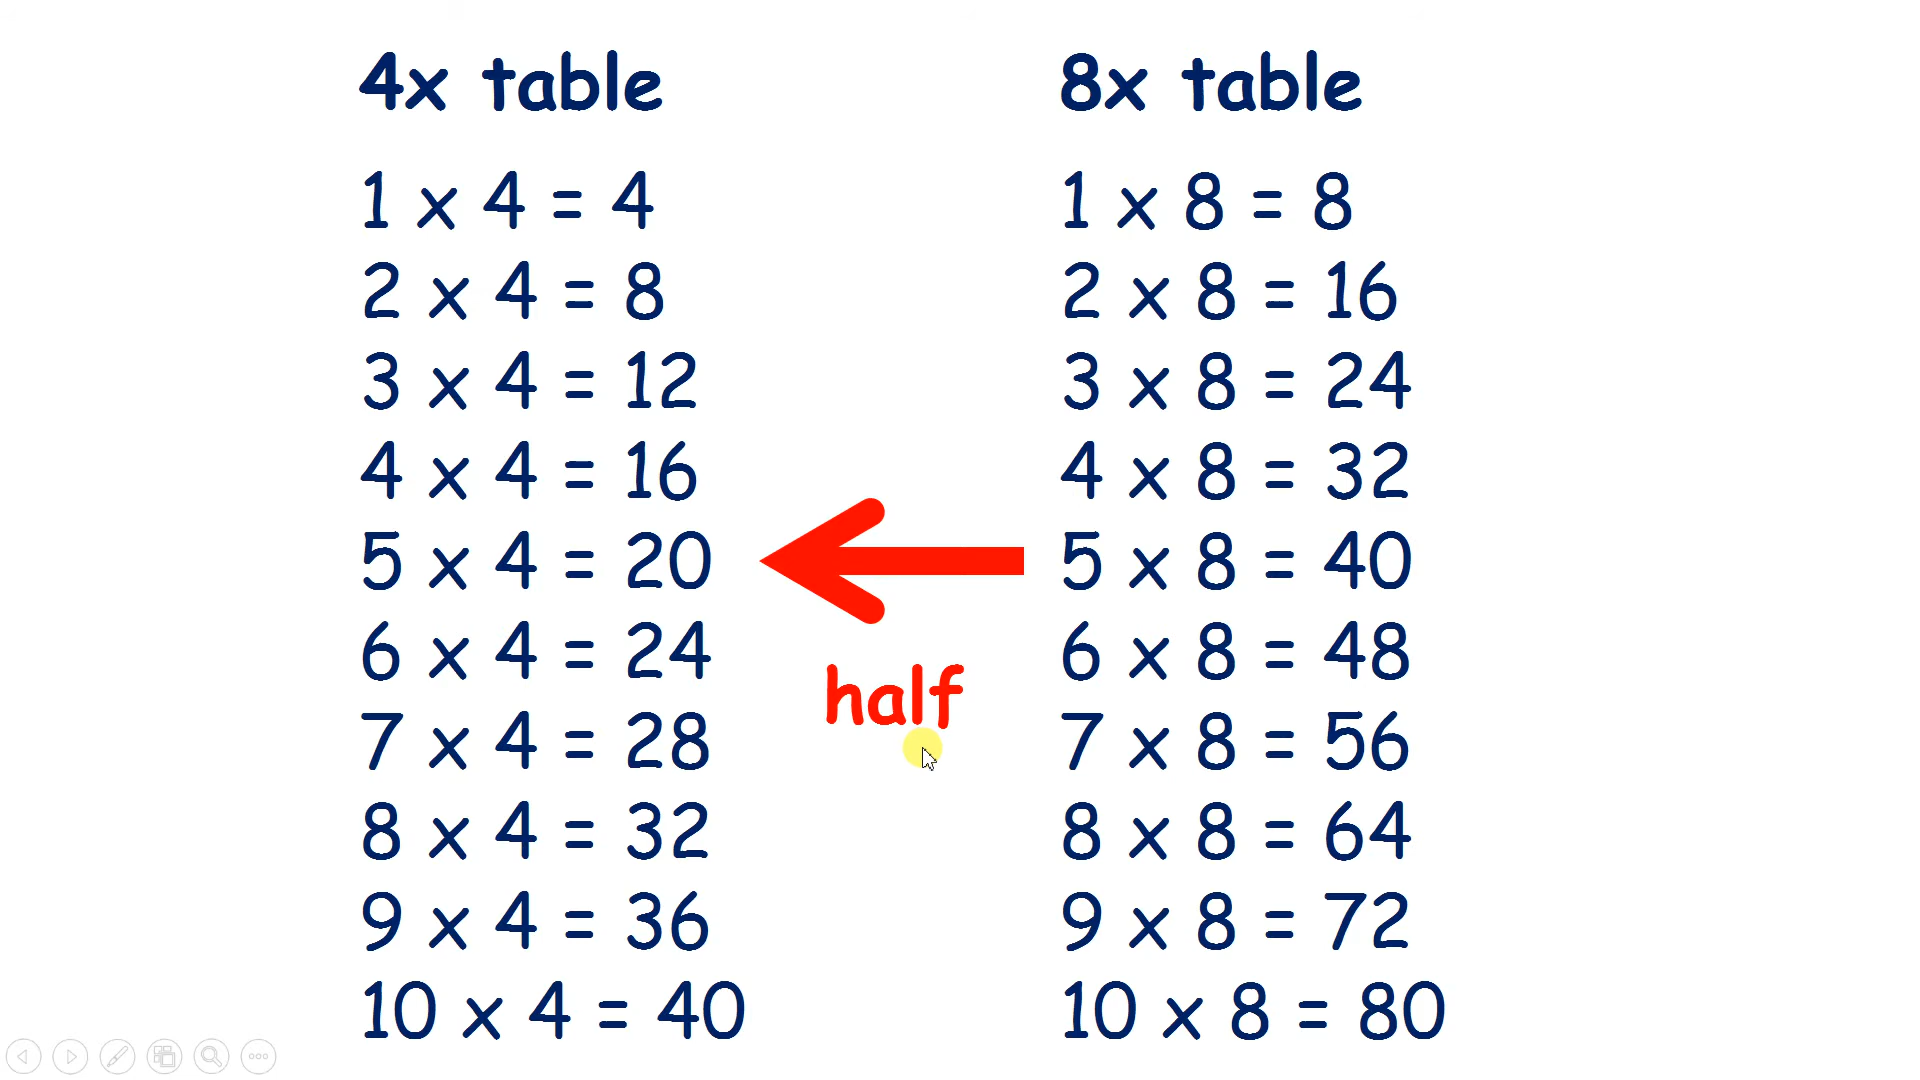 4x table
1 x 4 = 4
2 x 4 = 8
3 x 4 = 12
4 x 4 = 16
5 x 4 = 20
6 x 4 = 24
7 x 4 = 28
8 x 4 = 32
9 x 4 = 36
10 x 4 = 40
half
8x table
1 x 8 = 8
2 x 8 = 16
3 x 8 = 24
4 x 8 = 32
5 x 8 = 40
6 x 8 = 48
7 x 8 = 56
8 x 8 = 64
9 x 8 = 72
10 x 8 = 80